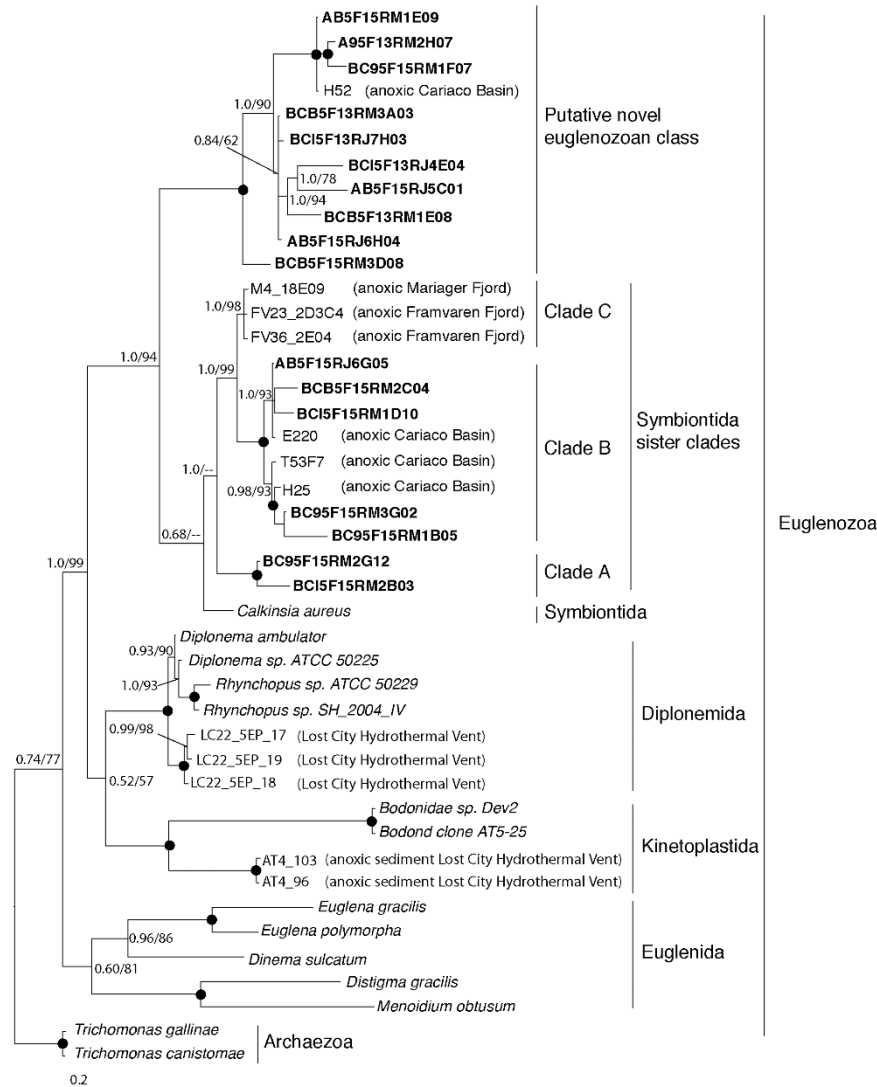 AB5F15RM1E09
A95F13RM2H07
BC95F15RM1F07
H52 (anoxic Cariaco Basin)
1.0/90
BCB5F13RM3A03
Putative novel
euglenozoan class
0.84/62
BCI5F13RJ7H03
BCI5F13RJ4E04
1.0/78
AB5F15RJ5C01
1.0/94
BCB5F13RM1E08
AB5F15RJ6H04
BCB5F15RM3D08
M4_18E09 (anoxic Mariager Fjord)
1.0/98
FV23_2D3C4 (anoxic Framvaren Fjord)
Clade C
FV36_2E04 (anoxic Framvaren Fjord)
1.0/94
1.0/99
AB5F15RJ6G05
1.0/93
BCB5F15RM2C04
BCI5F15RM1D10
E220 (anoxic Cariaco Basin)
Clade B
Symbiontida
sister clades
T53F7 (anoxic Cariaco Basin)
1.0/--
0.98/93
H25 (anoxic Cariaco Basin)
BC95F15RM3G02
BC95F15RM1B05
0.68/--
Euglenozoa
1.0/99
BC95F15RM2G12
Clade A
BCI5F15RM2B03
Calkinsia aureus
Symbiontida
Diplonema ambulator
0.93/90
Diplonema sp. ATCC 50225
1.0/93
Rhynchopus sp. ATCC 50229
Rhynchopus sp. SH_2004_IV
Diplonemida
0.99/98
LC22_5EP_17 (Lost City Hydrothermal Vent)
LC22_5EP_19 (Lost City Hydrothermal Vent)
0.74/77
0.52/57
LC22_5EP_18 (Lost City Hydrothermal Vent)
Bodonidae sp. Dev2
Bodond clone AT5-25
Kinetoplastida
AT4_103 (anoxic sediment Lost City Hydrothermal Vent)
AT4_96 (anoxic sediment Lost City Hydrothermal Vent)
Euglena gracilis
Euglena polymorpha
0.96/86
Dinema sulcatum
Euglenida
0.60/81
Distigma gracilis
Menoidium obtusum
Trichomonas gallinae
Archaezoa
Trichomonas canistomae
0.2